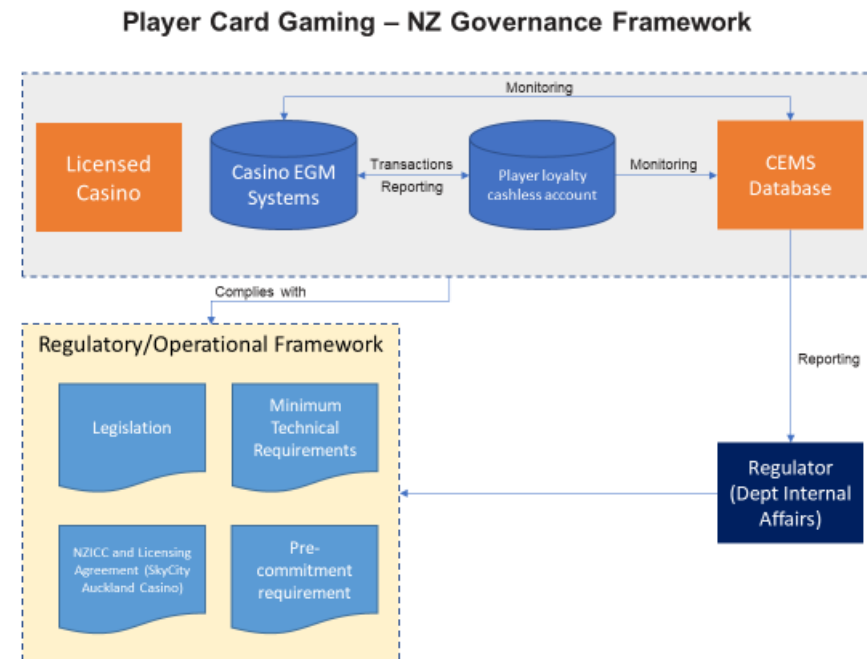 Player Card Gaming – NZ Governance Framework
Monitoring
Licensed
Casino
Casino EGM
Systems
Transactions
Reporting
Player loyalty
cashless account
Monitoring
CEMS
Database
Complies with
Reporting
Regulatory/Operational Framework
Legislation
Minimum
Technical
Requirements
NZICC and Licensing
Agreement (SkyCity
Auckland Casino)
Pre-
commitment
requirement
Regulator
(Dept Internal
Affairs)